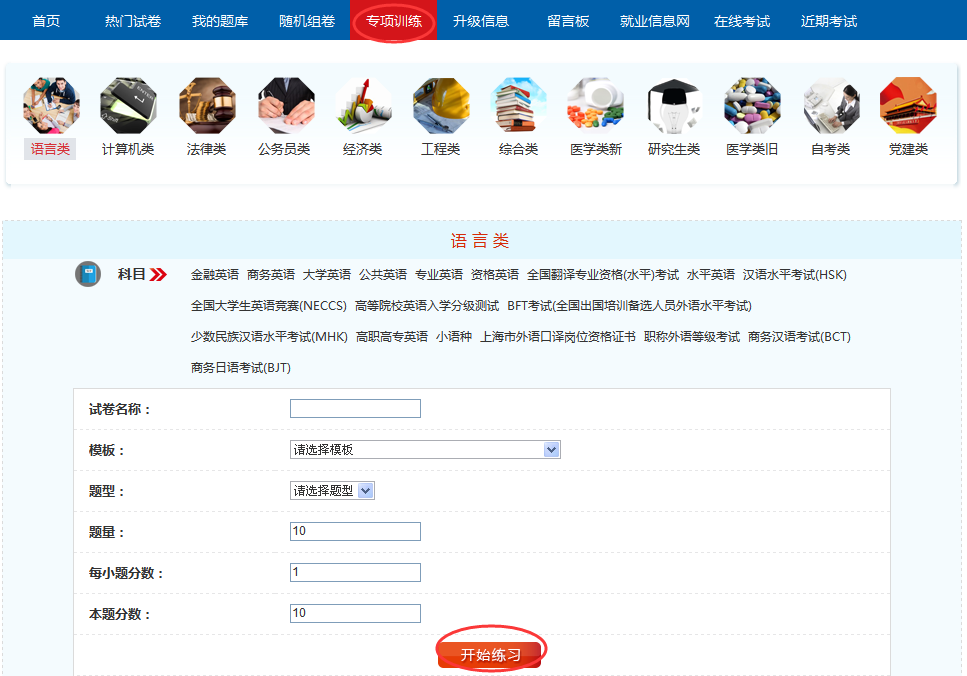 首页 热门试卷 我的题库 随机组卷 专项训练 升级信息 留言板 就业信息网 在线考试 近期考试
语言类 计算机类 法律类 公务员类 经济类 工程类 综合类 医学类新 研究生类 医学类旧 自考类 党建类
语言类
科目 金融英语 商务英语 大学英语 公共英语 专业英语 资格英语 全国翻译专业资格(水平)考试 水平英语 汉语水平考试(HSK)
全国大学生英语竞赛(NECCS) 高等院校英语入学分级测试 BFT考试(全国出国培训备选人员外语水平考试)
少数民族汉语水平考试(MHK) 高职高专英语 小语种 上海市外语口译岗位资格证书 职称外语等级考试 商务汉语考试(BCT)
商务日语考试(BJT)
试卷名称：
模板： 请选择模板
题型： 请选择题型
题量： 10
每小题分数： 1
本题分数： 10
开始练习